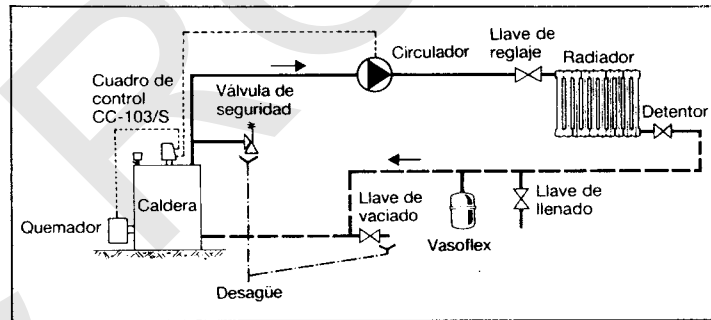 Circulador
Llave de
reglaje
Radiador
Cuadro de
control
CC-103/S
Válvula de
seguridad
Detentor
Caldera
Quemador
Llave de
vaciado
Vasoflex
Llave de
llenado
Desagüe